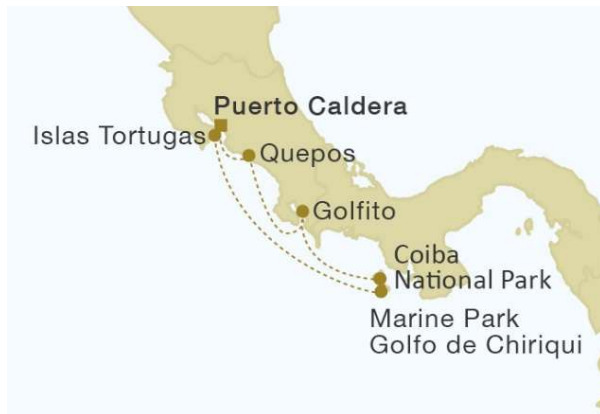 Puerto Caldera
Islas Tortugas
Quepos
Golfito
Coiba
National Park
Marine Park
Golfo de Chiriqui